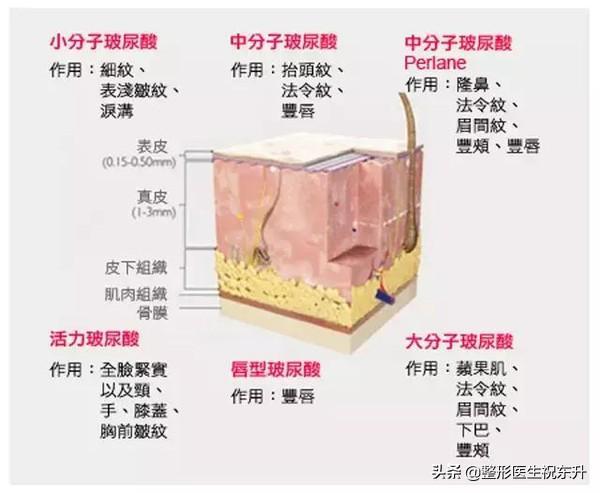 小分子玻尿酸
作用：細紋、
表淺皺紋、
淚溝
中分子玻尿酸
作用：抬頭紋、
法令紋、
豐唇
中分子玻尿酸
Perlane
作用：隆鼻、
法令紋、
眉間紋、
豐頰、豐唇
表皮
(0.15-0.50mm)
真皮
(1-3mm)
皮下組織
肌肉組織
骨膜
活力玻尿酸
作用：全臉緊實
以及頸、
手、膝蓋、
胸前皺紋
唇型玻尿酸
作用：豐唇
大分子玻尿酸
作用：蘋果肌、
法令紋、
眉間紋、
下巴、
豐頰
头条 @整形医生祝东升